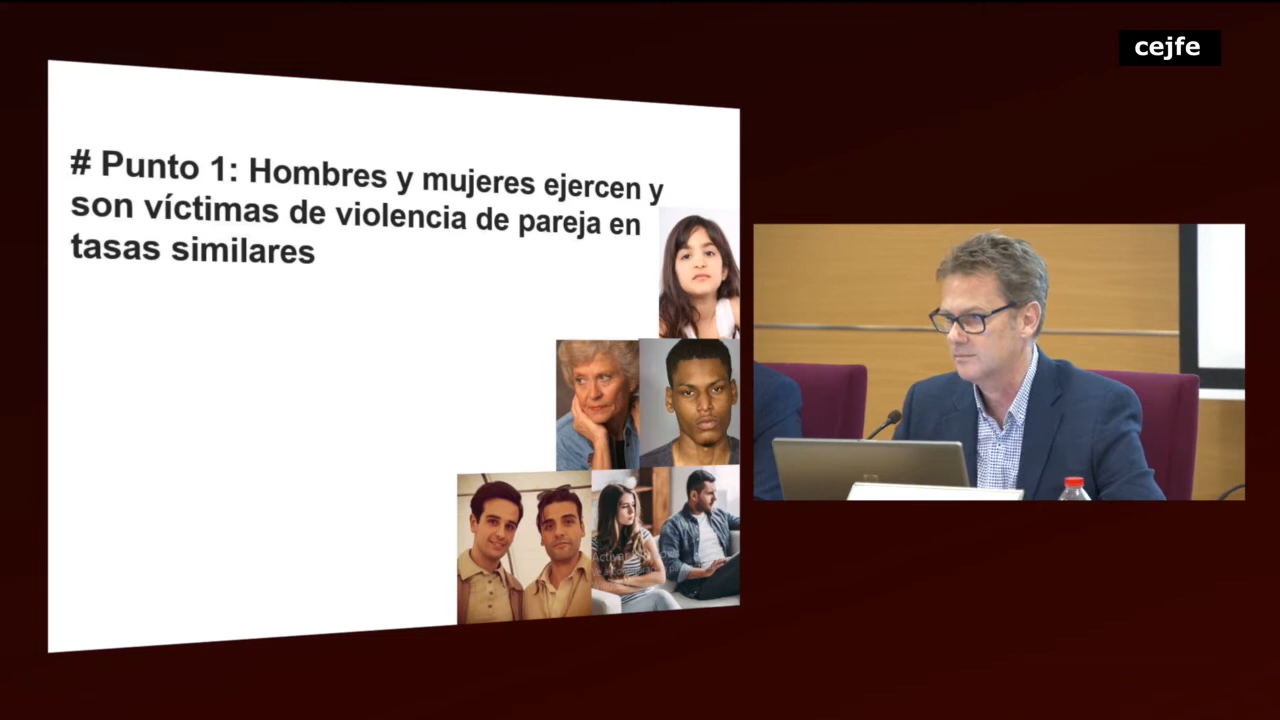 cejfe
# Punto 1: Hombres y mujeres ejercen y
son víctimas de violencia de pareja en
tasas similares